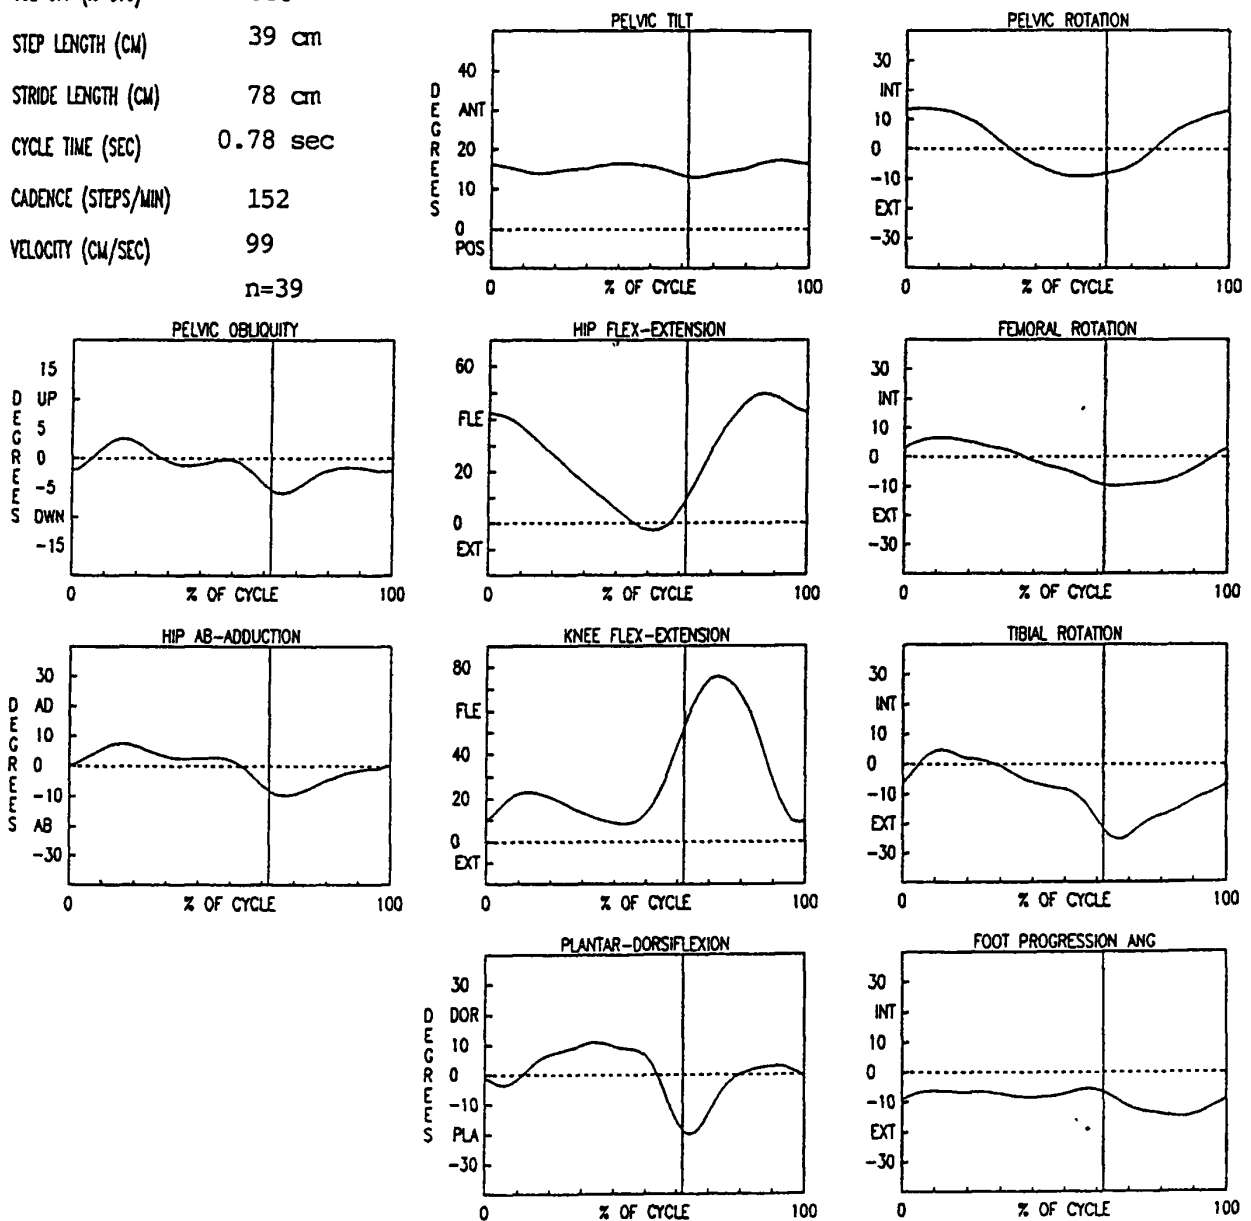 STEP LENGTH (CM) 39 cm
STRIDE LENGTH (CM) 78 cm
CYCLE TIME (SEC) 0.78 sec
CADENCE (STEPS/MIN) 152
VELOCITY (CM/SEC) 99
n=39
PELVIC TILT
DEGREES
40
ANT
20
10
0
POS
0 % OF CYCLE 100
PELVIC ROTATION
30
INT
10
0
-10
EXT
-30
0 % OF CYCLE 100
PELVIC OBLIQUITY
DEGREES
15
UP
5
0
-5
DWN
-15
0 % OF CYCLE 100
HIP FLEX-EXTENSION
60
FLE
20
0
EXT
0 % OF CYCLE 100
FEMORAL ROTATION
30
INT
10
0
-10
EXT
-30
0 % OF CYCLE 100
HIP AB-ADDUCTION
DEGREES
30
AD
10
0
-10
AB
-30
0 % OF CYCLE 100
KNEE FLEX-EXTENSION
80
FLE
40
20
0
EXT
0 % OF CYCLE 100
TIBIAL ROTATION
30
INT
10
0
-10
EXT
-30
0 % OF CYCLE 100
PLANTAR-DORSIFLEXION
DEGREES
30
DOR
10
0
-10
PLA
-30
0 % OF CYCLE 100
FOOT PROGRESSION ANG
30
INT
10
0
-10
EXT
-30
0 % OF CYCLE 100